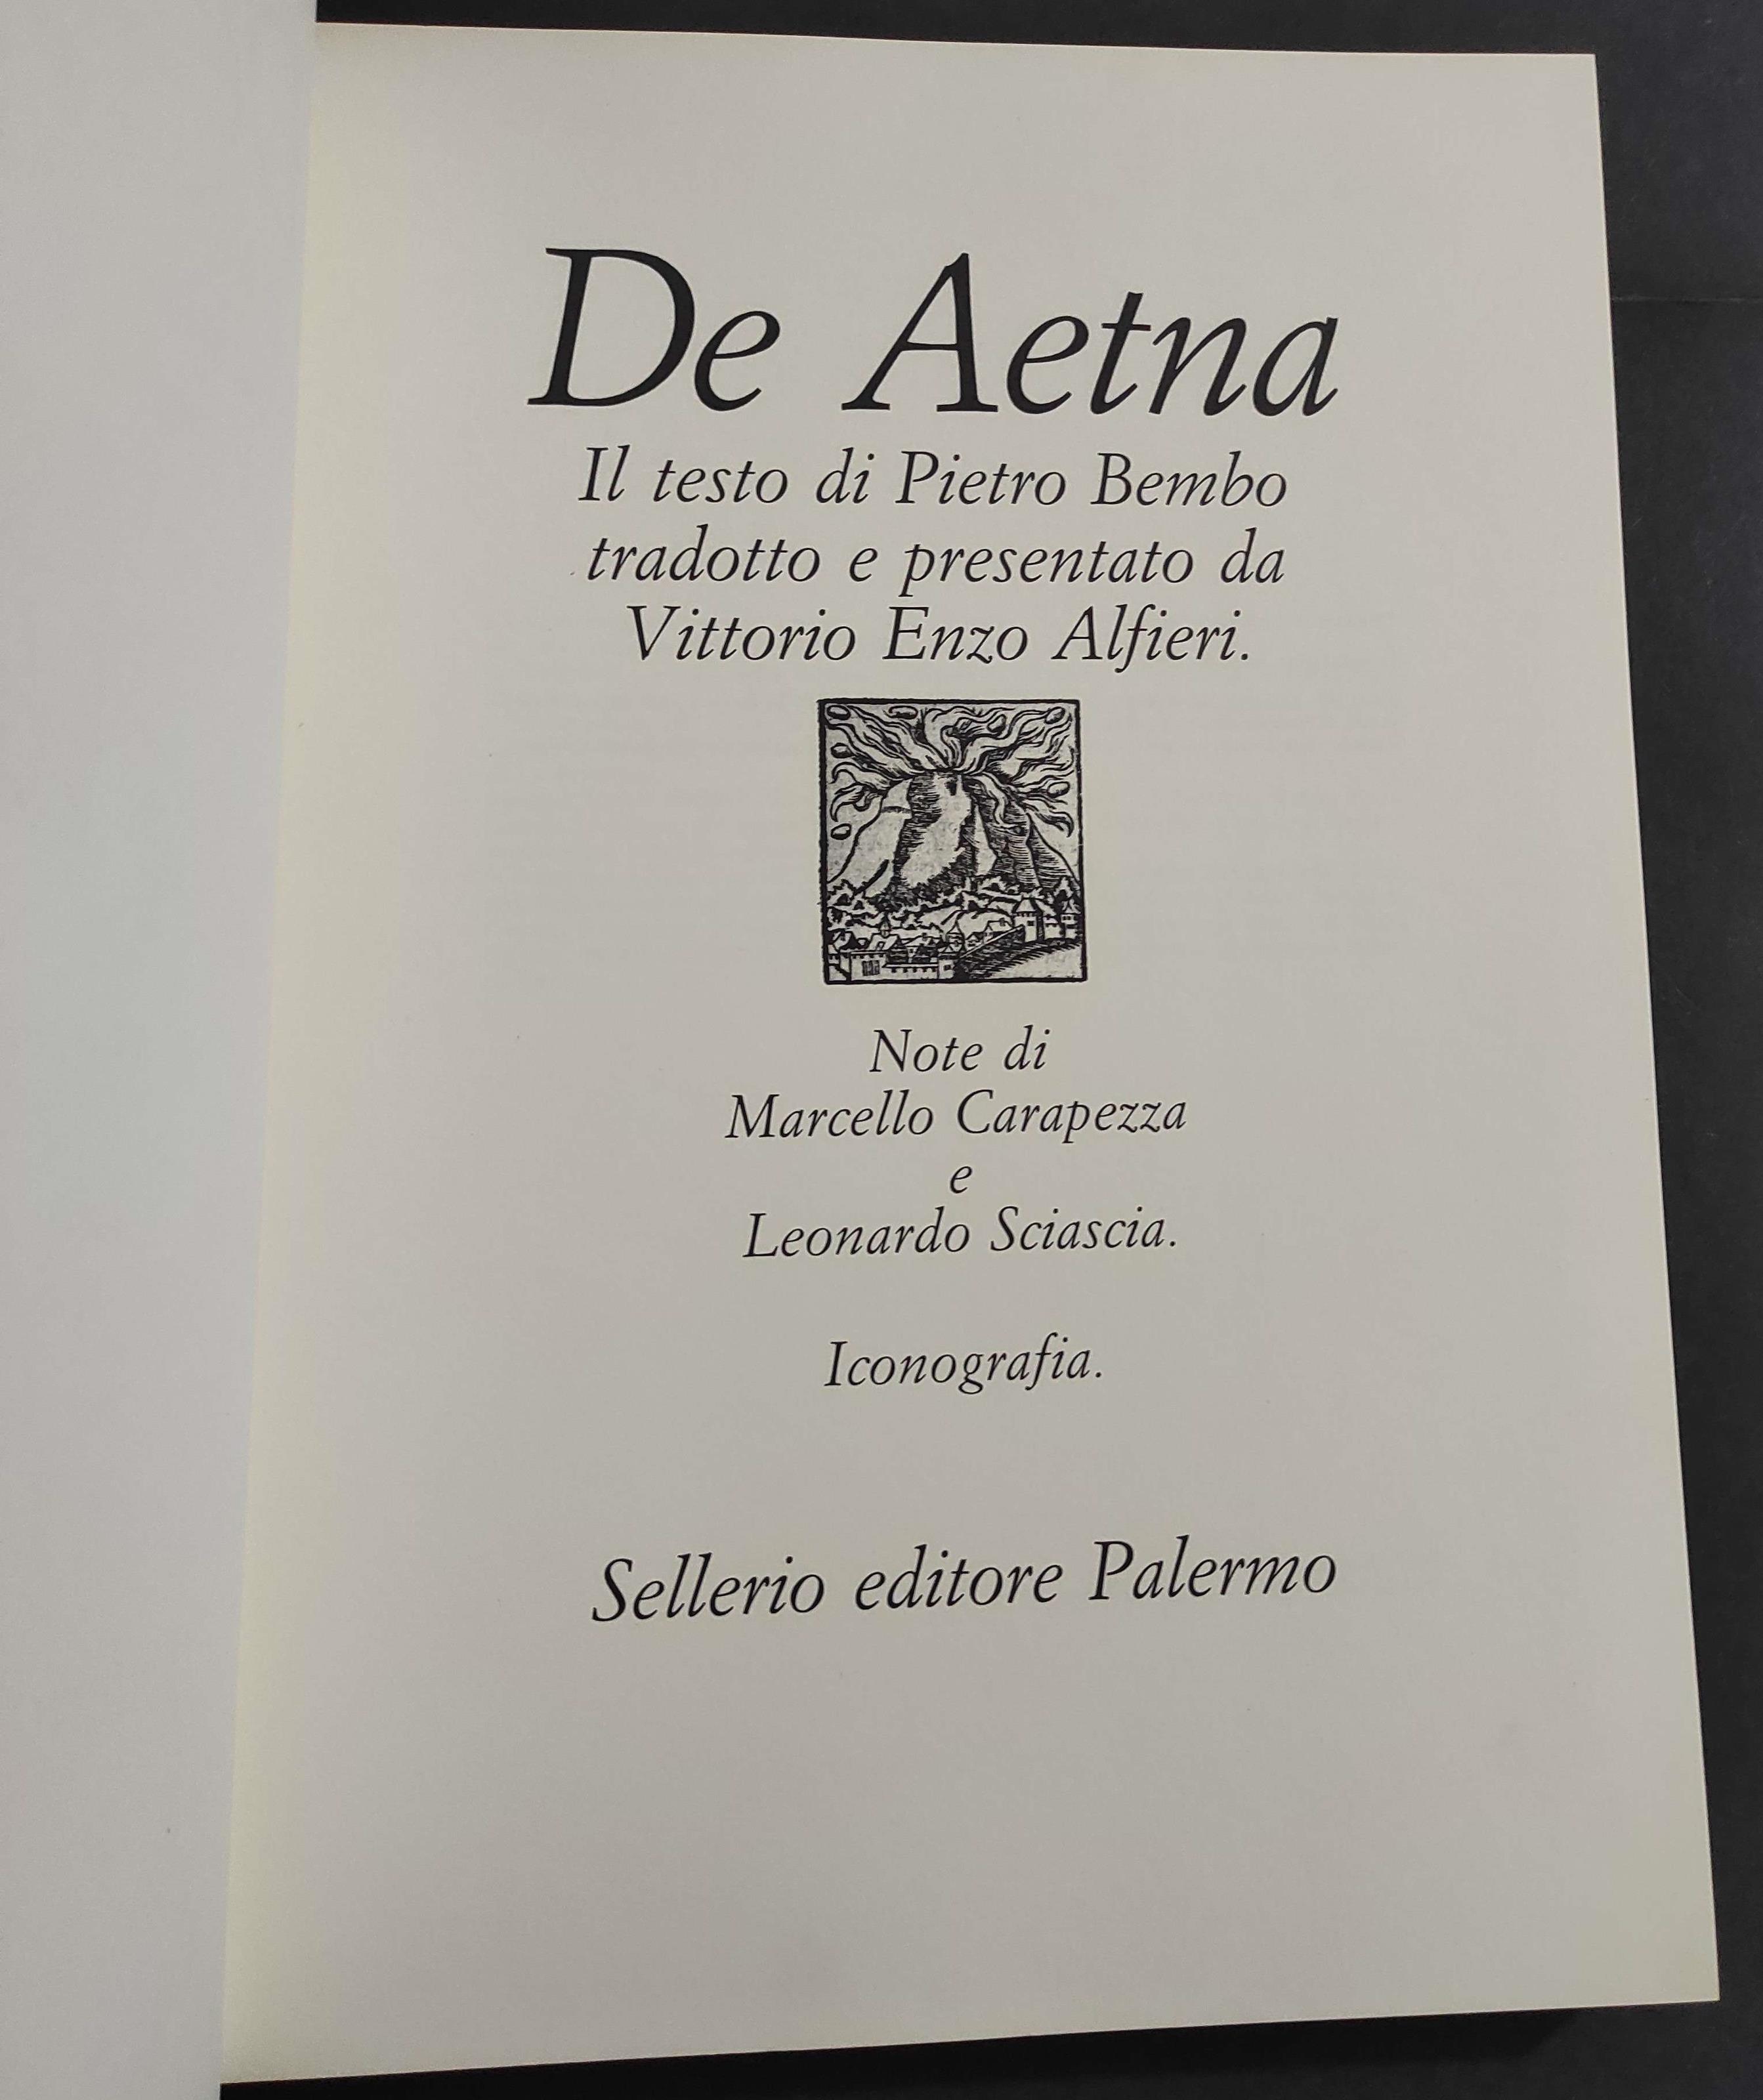 De Aetna
Il testo di Pietro Bembo
tradotto e presentato da
Vittorio Enzo Alfieri.
Note di
Marcello Carapezza
e
Leonardo Sciascia.
Iconografia.
Sellerio editore Palermo